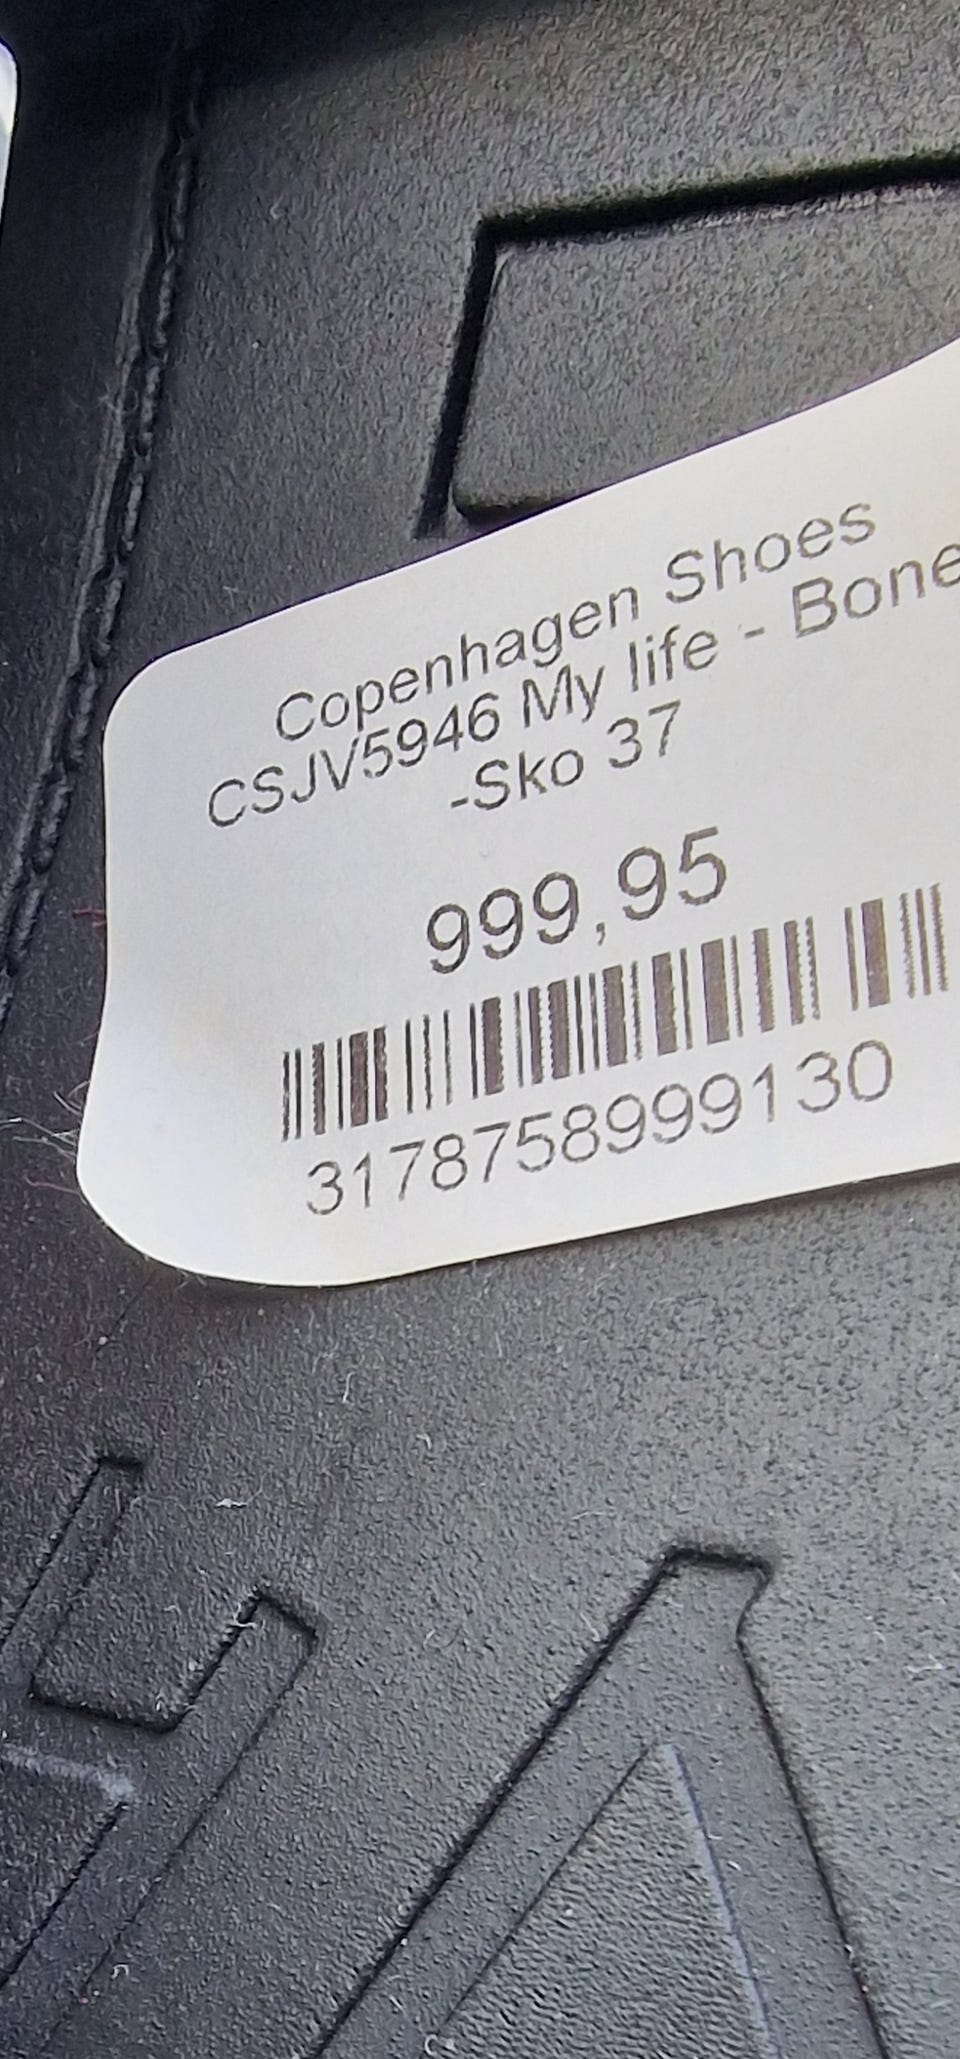 Copenhagen Shoes
CSJV5946 My life - Bone
-Sko 37
999,95
3178758999130